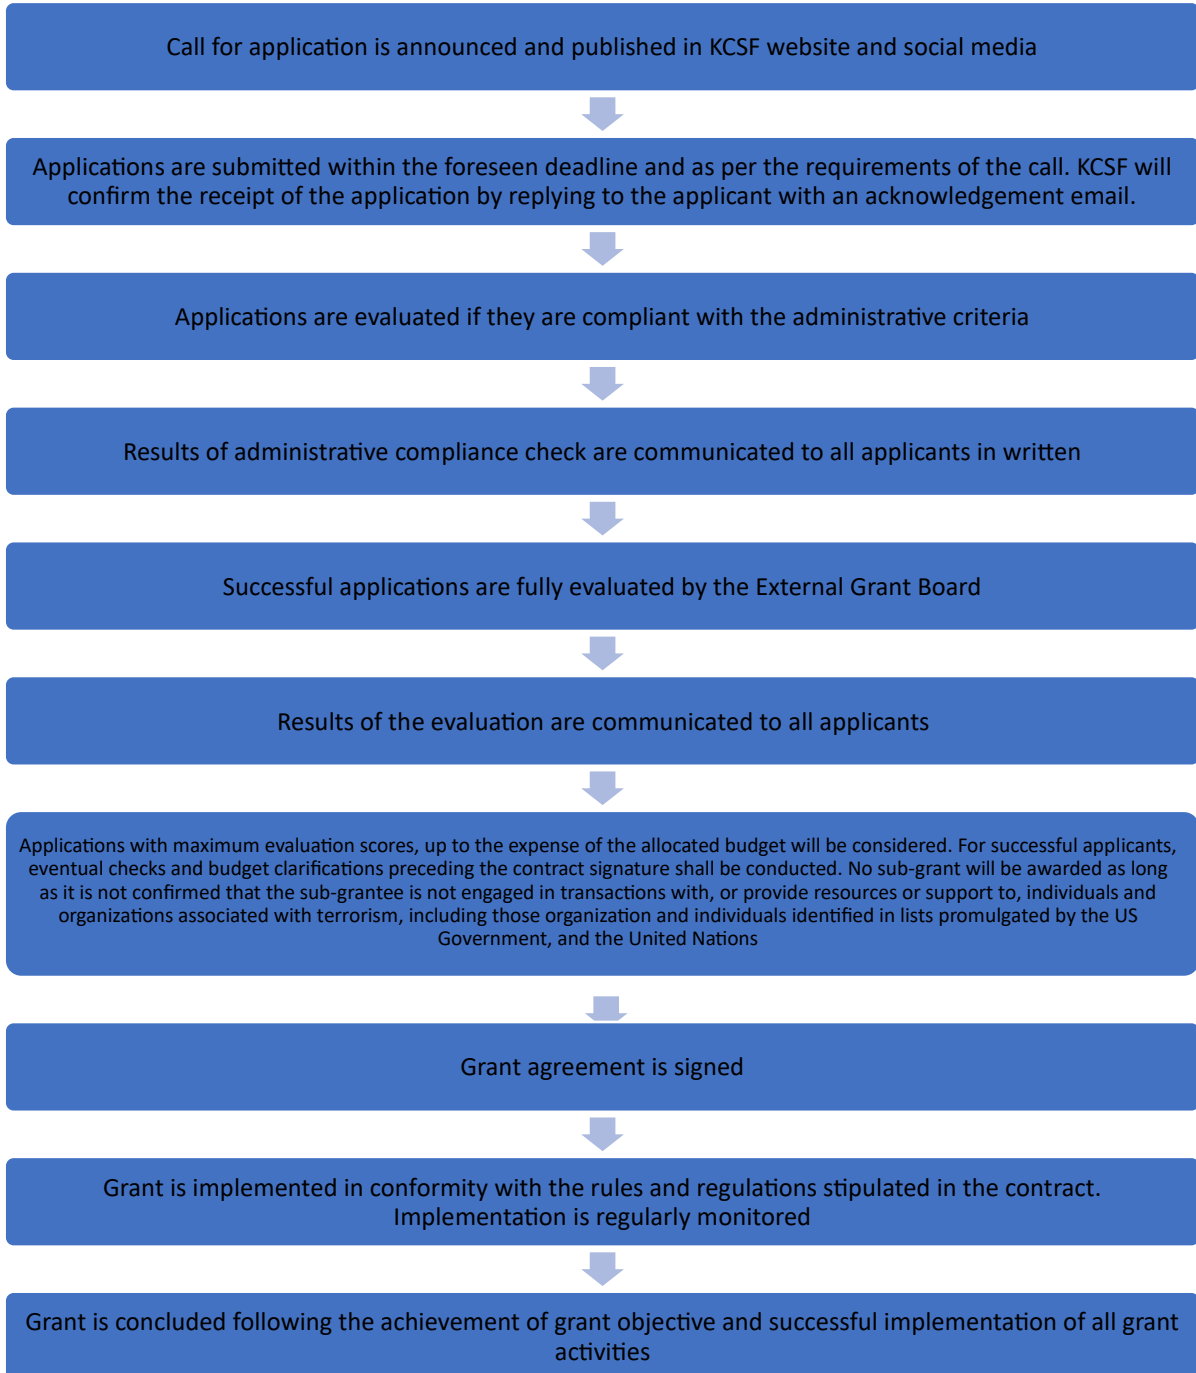 Call for application is announced and published in KCSF website and social media
Applications are submitted within the foreseen deadline and as per the requirements of the call. KCSF will
confirm the receipt of the application by replying to the applicant with an acknowledgement email.
Applications are evaluated if they are compliant with the administrative criteria
Results of administrative compliance check are communicated to all applicants in written
Successful applications are fully evaluated by the External Grant Board
Results of the evaluation are communicated to all applicants
Applications with maximum evaluation scores, up to the expense of the allocated budget will be considered. For successful applicants,
eventual checks and budget clarifications preceding the contract signature shall be conducted. No sub-grant will be awarded as long
as it is not confirmed that the sub-grantee is not engaged in transactions with, or provide resources or support to, individuals and
organizations associated with terrorism, including those organization and individuals identified in lists promulgated by the US
Government, and the United Nations
Grant agreement is signed
Grant is implemented in conformity with the rules and regulations stipulated in the contract.
Implementation is regularly monitored
Grant is concluded following the achievement of grant objective and successful implementation of all grant
activities